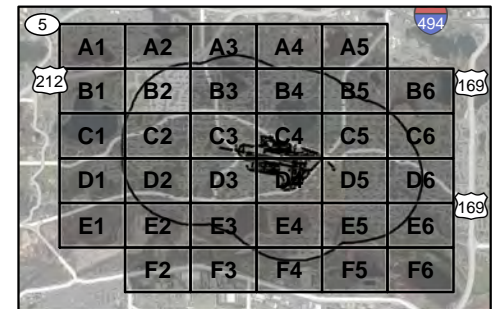 5
494
A1 A2 A3 A4 A5
212
B1 B2 B3 B4 B5 B6
169
C1 C2 C3 C4 C5 C6
D1 D2 D3 D4 D5 D6
169
E1 E2 E3 E4 E5 E6
F2 F3 F4 F5 F6